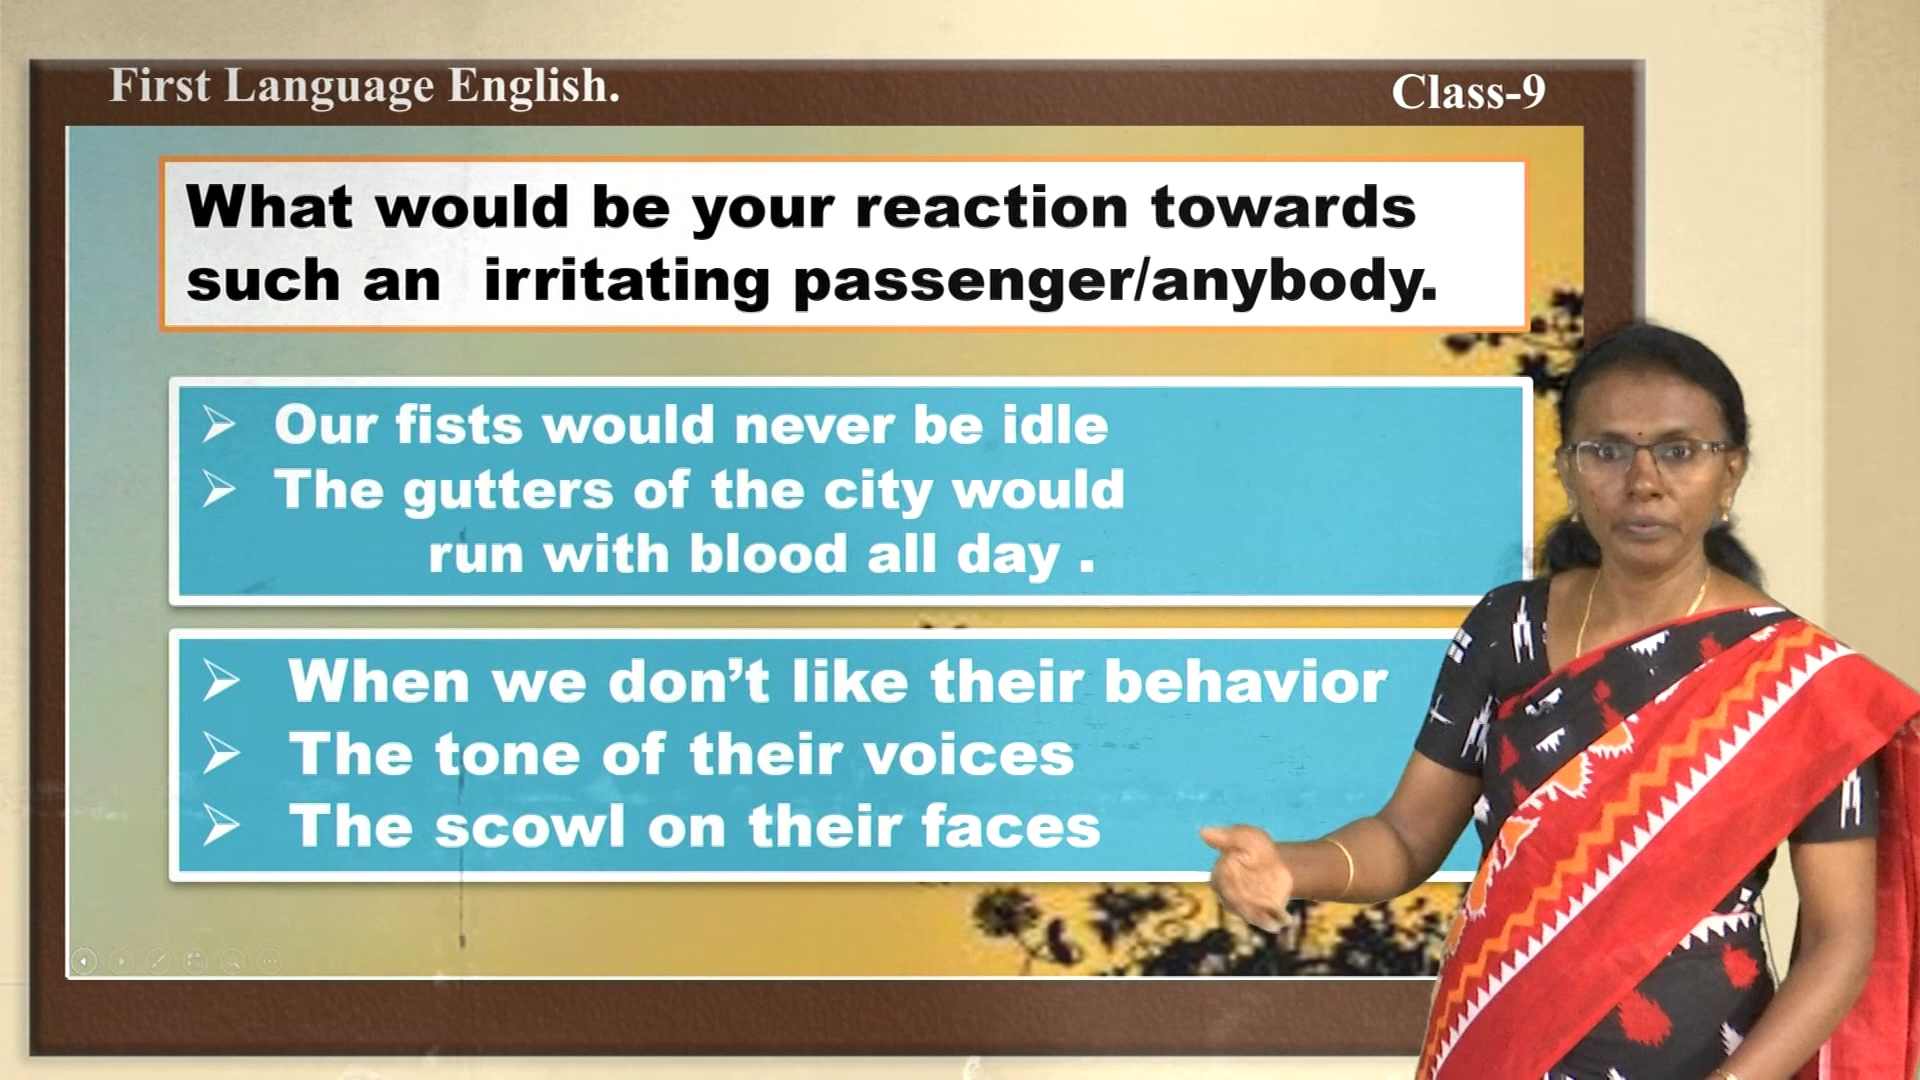 First Language English.
Class-9
What would be your reaction towards
such an irritating passenger/anybody.
➢ Our fists would never be idle
➢ The gutters of the city would
run with blood all day .
➢ When we don't like their behavior
➢ The tone of their voices
➢ The scowl on their faces